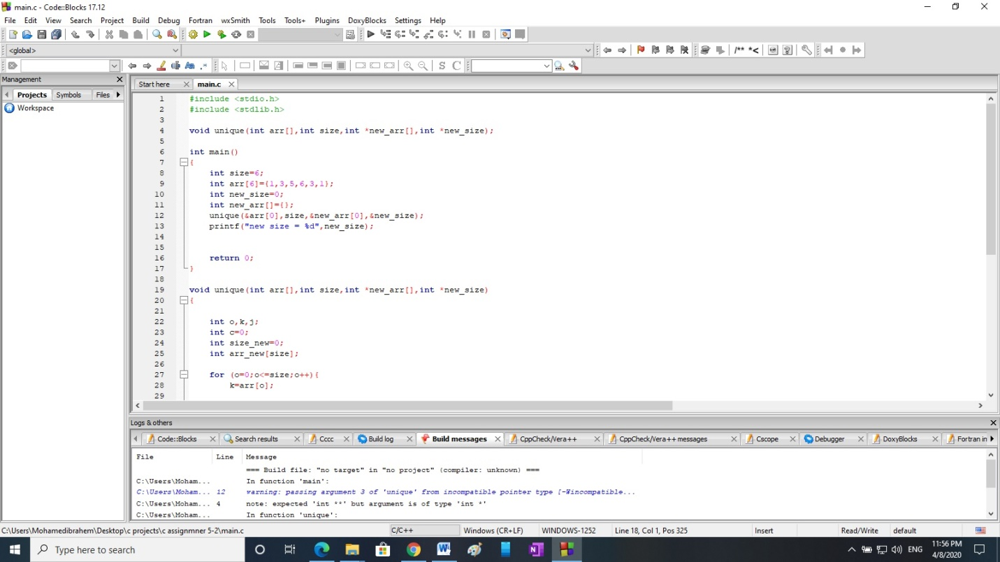 main.c - Code::Blocks 17.12
File Edit View Search Project Build Debug Fortran wxSmith Tools Tools+ Plugins DoxyBlocks Settings Help
<global>
/** *<
Aa .*
S C
Management
Projects Symbols Files
Workspace
Start here main.c
1 #include <stdio.h>
2 #include <stdlib.h>
3
4 void unique(int arr[],int size,int *new_arr[],int *new_size);
5
6 int main()
7 {
8 int size=6;
9 int arr[6]={1,3,5,6,3,1};
10 int new_size=0;
11 int new_arr[]={};
12 unique(&arr[0],size,&new_arr[0],&new_size);
13 printf("new size = %d",new_size);
14
15
16 return 0;
17 }
18
19 void unique(int arr[],int size,int *new_arr[],int *new_size)
20 {
21
22 int o,k,j;
23 int c=0;
24 int size_new=0;
25 int arr_new[size];
26
27 for (o=0;o<=size;o++){
28 k=arr[o];
29
Logs & others
Code::Blocks Search results Cccc Build log Build messages CppCheck/Vera++ CppCheck/Vera++ messages Cscope Debugger DoxyBlocks Fortran in
File Line Message
=== Build file: "no target" in "no project" (compiler: unknown) ===
C:\Users\Moham... In function 'main':
C:\Users\Moham... 12 warning: passing argument 3 of 'unique' from incompatible pointer type [-Wincompatible...
C:\Users\Moham... 4 note: expected 'int **' but argument is of type 'int *'
C:\Users\Moham... In function 'unique':
C:\Users\Mohamedibrahem\Desktop\c projects\c assignmner 5-2\main.c C/C++ Windows (CR+LF) WINDOWS-1252 Line 18, Col 1, Pos 325 Insert Read/Write default
Type here to search
ENG
11:56 PM
4/8/2020